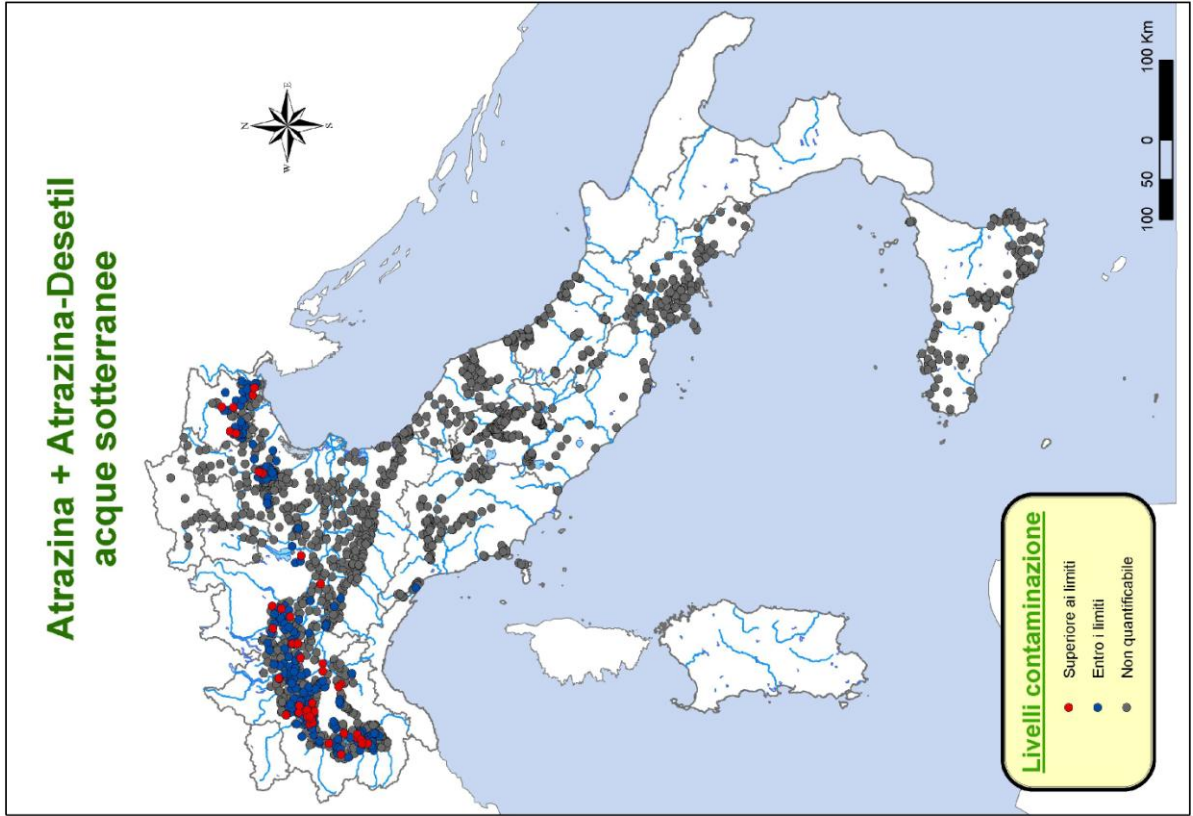 Atrazina + Atrazina-Desetil
acque sotterranee
N
W
E
S
Livelli contaminazione
Superiore ai limiti
Entro i limiti
Non quantificabile
100 50 0 100 Km